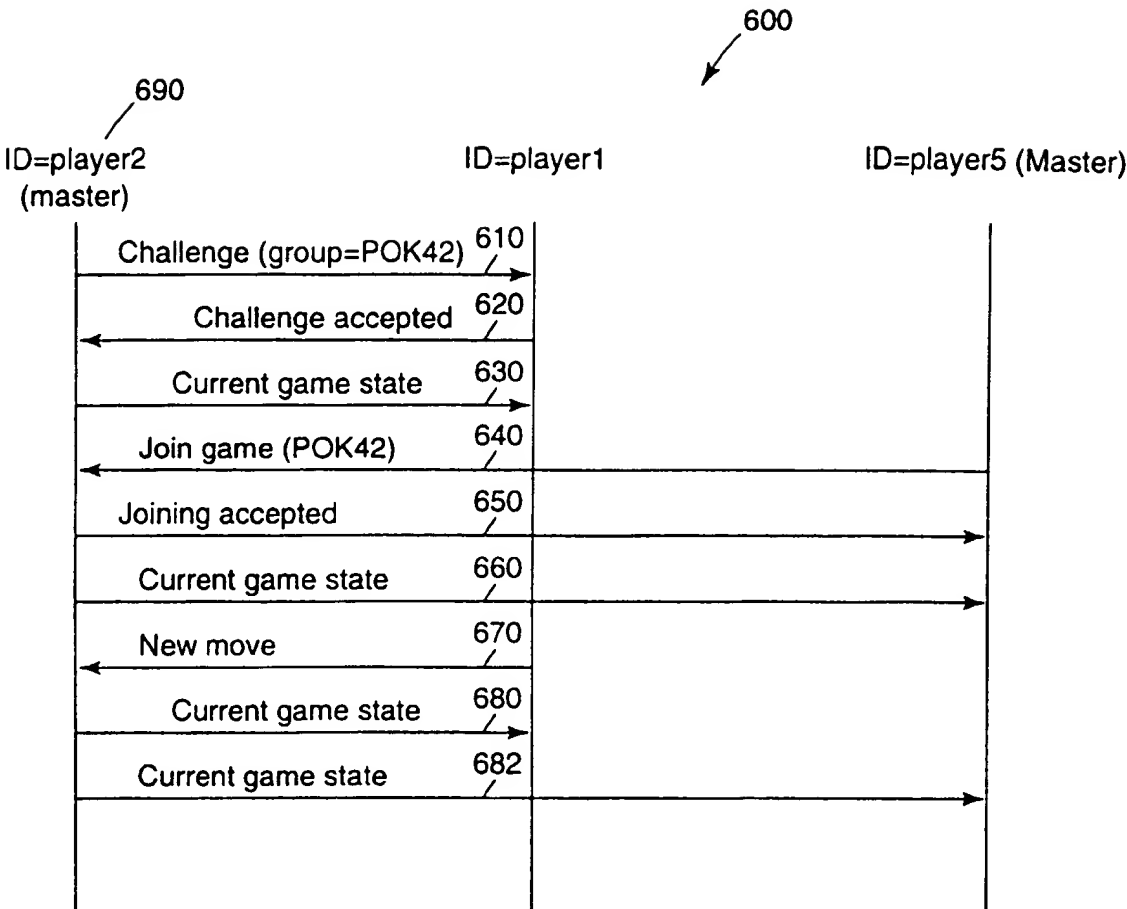 600
690
ID=player2
(master)
ID=player1
ID=player5 (Master)
Challenge (group=POK42) 610
Challenge accepted 620
Current game state 630
Join game (POK42) 640
Joining accepted 650
Current game state 660
New move 670
Current game state 680
Current game state 682